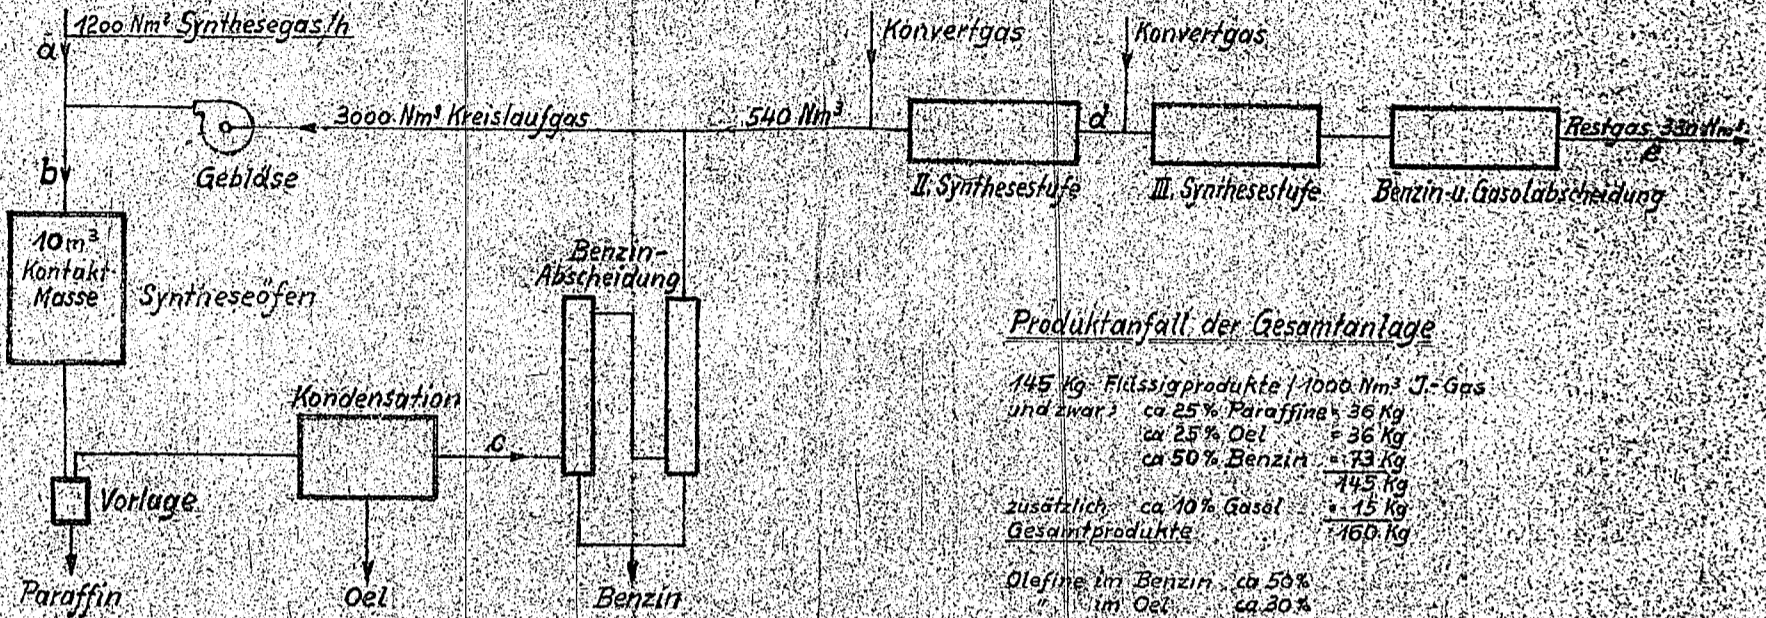 1200 Nm³ Synthesegas/h
a
Konvertgas
Konvertgas
3000 Nm³ Kreislaufgas
540 Nm³
d
Restgas 330 Nm³
e
b
Gebläse
II. Synthesestufe
III. Synthesestufe
Benzin- u. Gasolabscheidung
10 m³
Kontakt-
Masse
Syntheseöfen
Benzin-
Abscheidung
Produktanfall der Gesamtanlage
145 Kg Flüssigprodukte / 1000 Nm³ J.-Gas
und zwar: ca 25% Paraffine = 36 Kg
ca 25% Oel = 36 Kg
ca 50% Benzin = 73 Kg
145 Kg
zusätzlich ca 10% Gasol = 15 Kg
Gesamtprodukte 160 Kg
Olefine im Benzin ca 50%
" im Oel ca 30%
Kondensation
c
Vorlage
Paraffin
Oel
Benzin